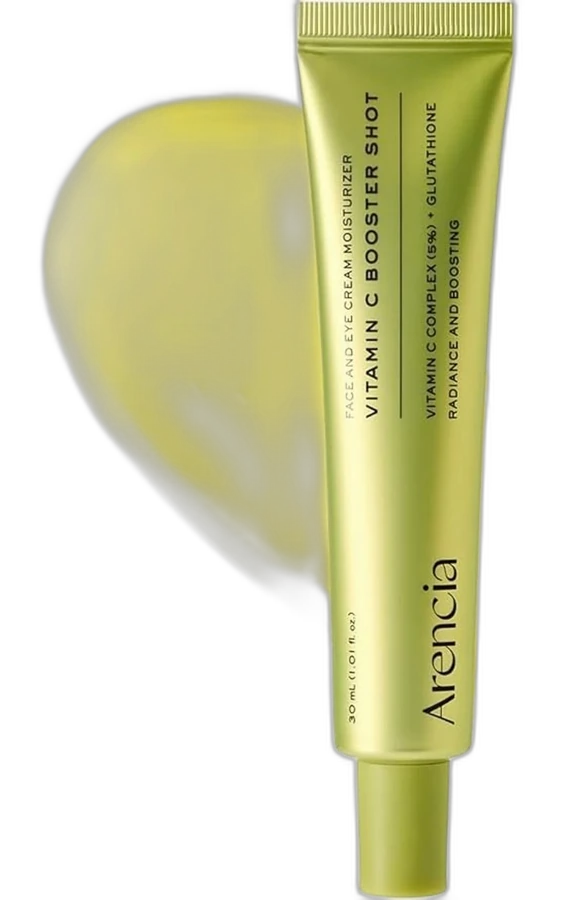 FACE AND EYE CREAM MOISTURIZER
VITAMIN C BOOSTER SHOT
VITAMIN C COMPLEX (5%) + GLUTATHIONE
RADIANCE AND BOOSTING
30 mL (1.01 fl. oz.)
Arencia